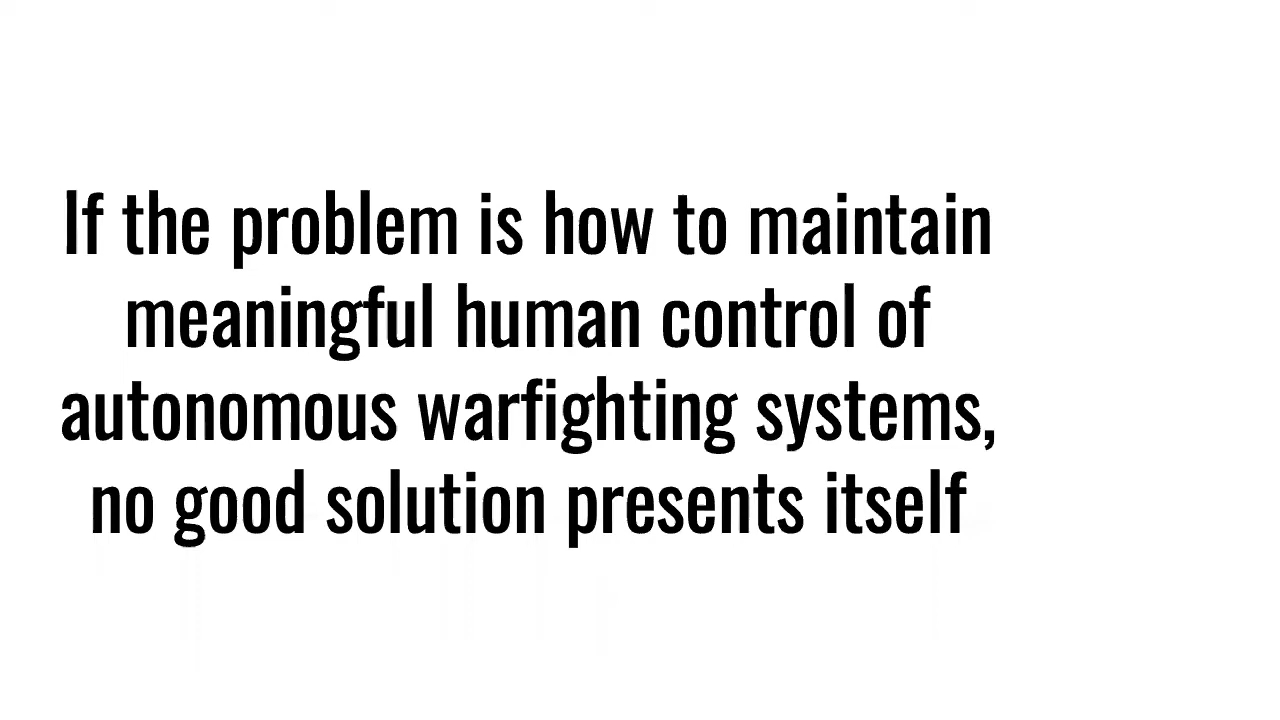 If the problem is how to maintain
meaningful human control of
autonomous warfighting systems,
no good solution presents itself